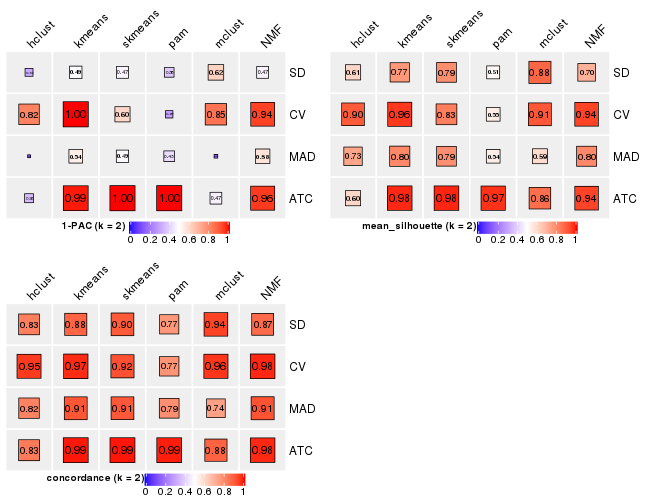 hclust kmeans skmeans pam mclust NMF
0.49 0.47 0.62 0.47 SD
0.82 1.00 0.60 0.85 0.94 CV
0.54 0.49 0.43 0.58 MAD
0.99 1.00 1.00 0.47 0.96 ATC
1-PAC (k = 2)
0 0.2 0.4 0.6 0.8 1
hclust kmeans skmeans pam mclust NMF
0.61 0.77 0.79 0.51 0.88 0.70 SD
0.90 0.96 0.83 0.91 0.94 CV
0.73 0.80 0.79 0.54 0.59 0.80 MAD
0.60 0.98 0.98 0.97 0.86 0.94 ATC
mean_silhouette (k = 2)
0 0.2 0.4 0.6 0.8 1
hclust kmeans skmeans pam mclust NMF
0.83 0.88 0.90 0.77 0.94 0.87 SD
0.95 0.97 0.92 0.77 0.96 0.98 CV
0.82 0.91 0.91 0.79 0.74 0.91 MAD
0.83 0.99 0.99 0.99 0.88 0.98 ATC
concordance (k = 2)
0 0.2 0.4 0.6 0.8 1